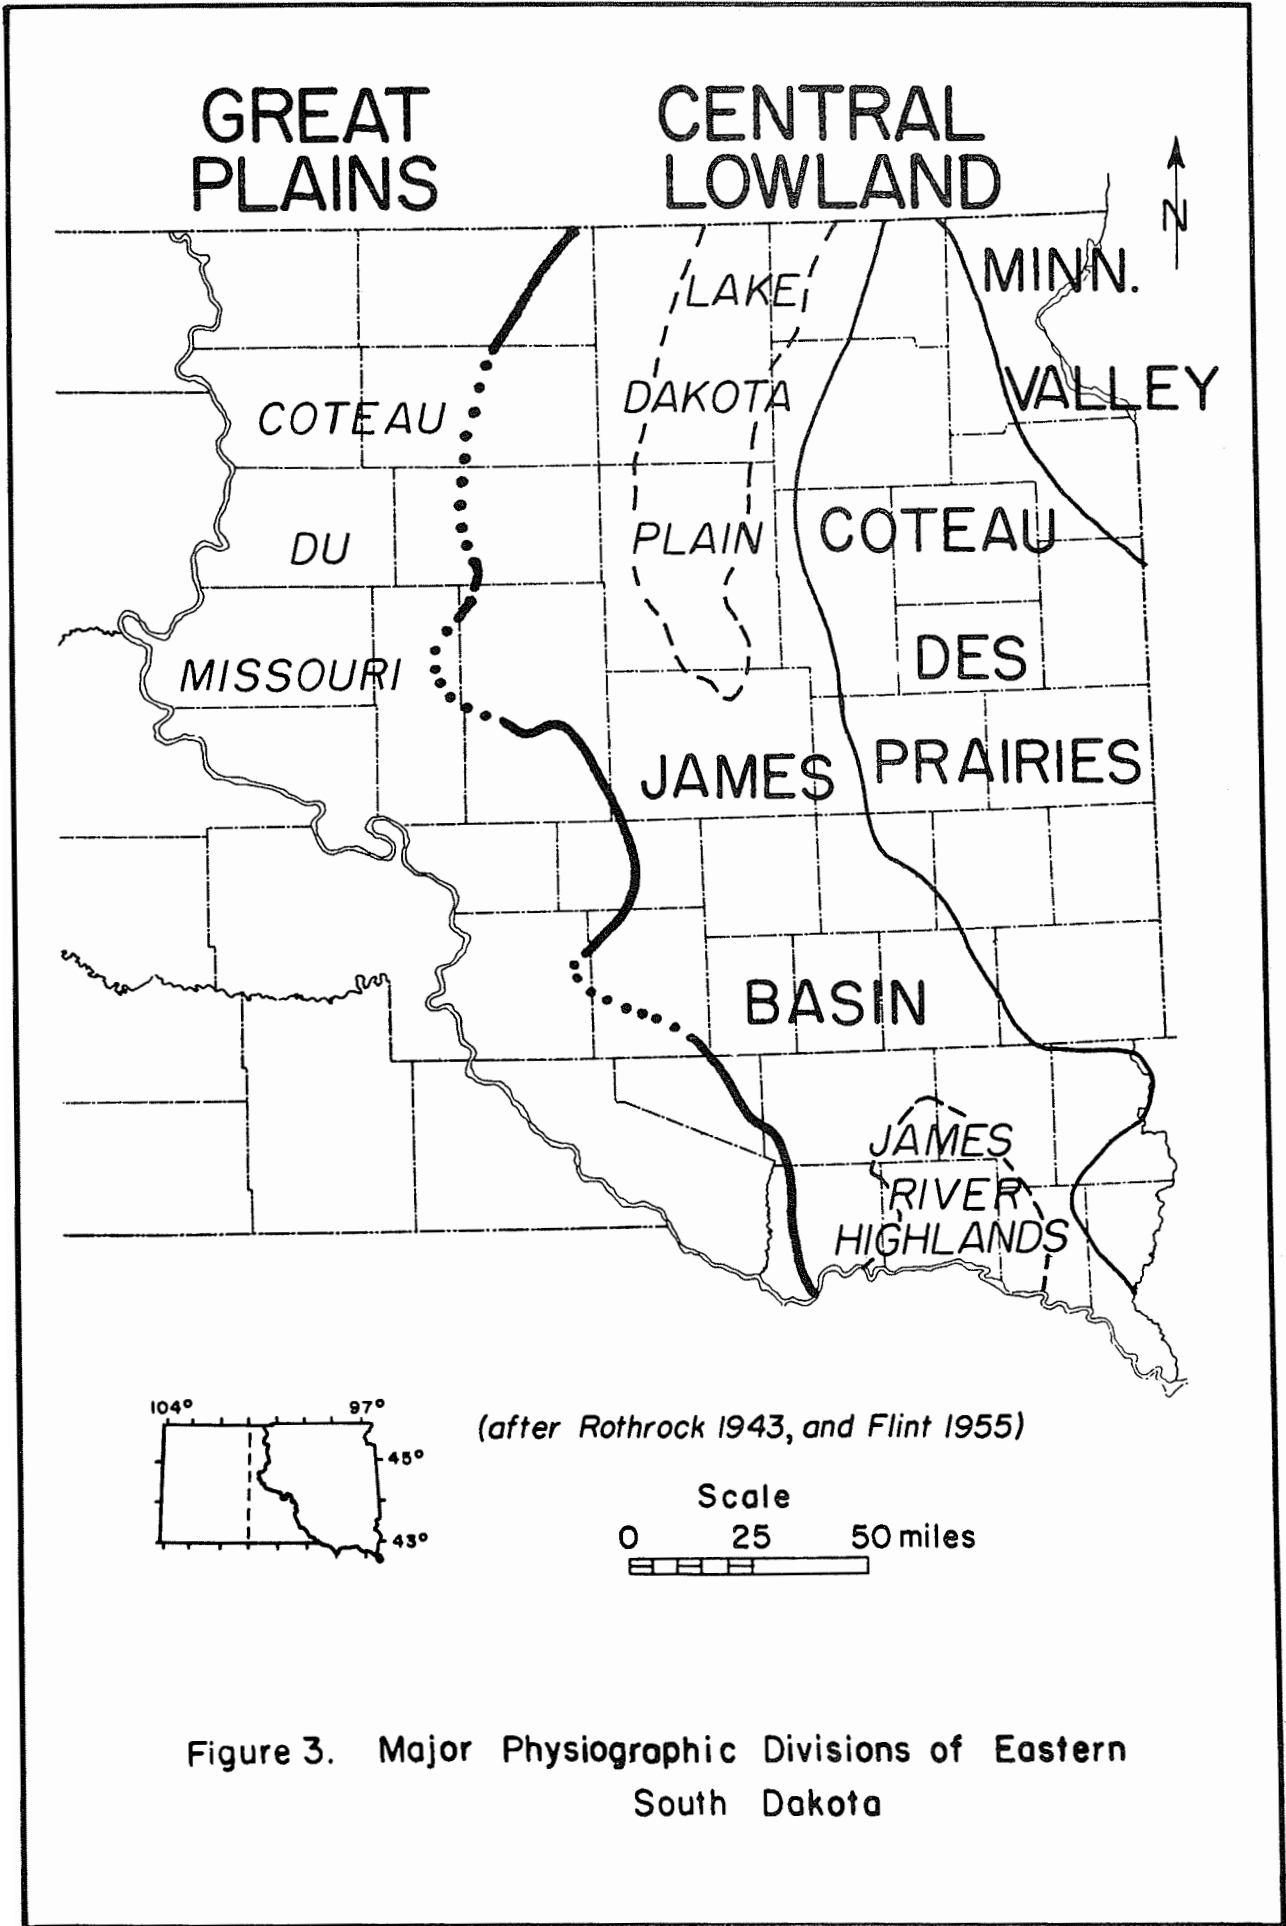 GREAT
PLAINS
CENTRAL
LOWLAND
N
MINN.
VALLEY
LAKE
DAKOTA
PLAIN
COTEAU
DU
MISSOURI
COTEAU
DES
PRAIRIES
JAMES
BASIN
JAMES
RIVER
HIGHLANDS
104° 97°
45°
43°
(after Rothrock 1943, and Flint 1955)
Scale
0 25 50 miles
Figure 3. Major Physiographic Divisions of Eastern
South Dakota